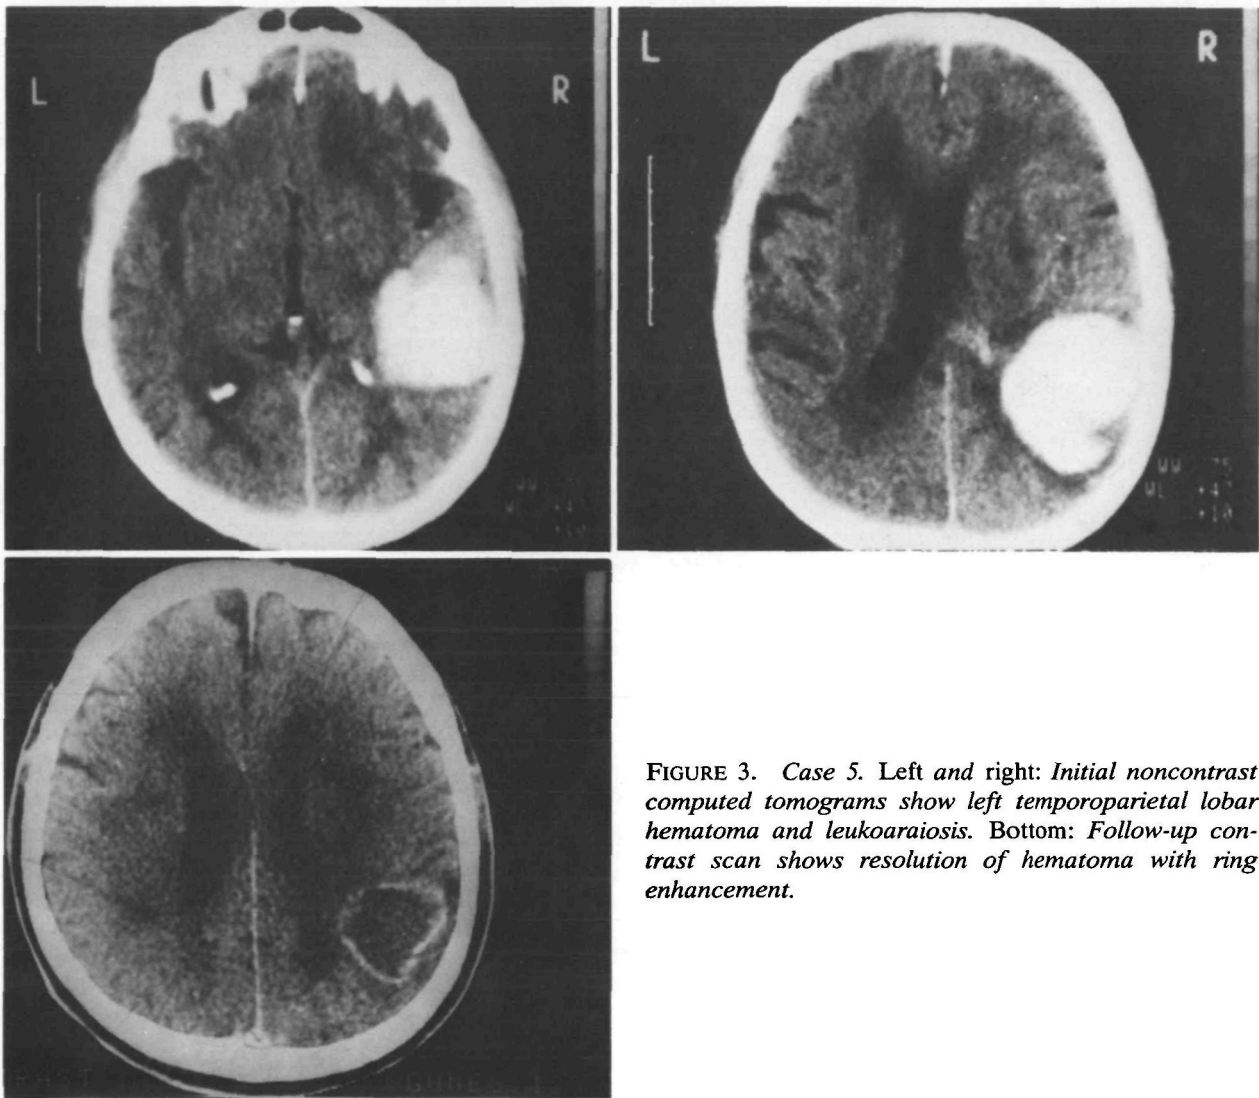 L R
L R
WW 75
WL +47
+10
FIGURE 3. Case 5. Left and right: Initial noncontrast
computed tomograms show left temporoparietal lobar
hematoma and leukoaraiosis. Bottom: Follow-up con-
trast scan shows resolution of hematoma with ring
enhancement.